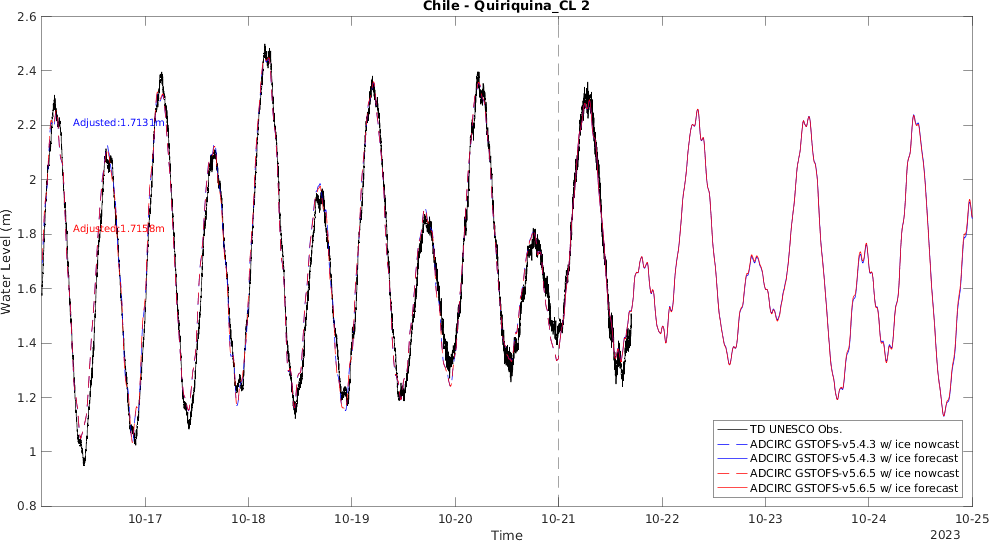 Chile - Quiriquina_CL 2
2.6
2.4
2.2
2
1.8
1.6
1.4
1.2
1
0.8
Water Level (m)
Adjusted:1.7131m
Adjusted:1.7158m
TD UNESCO Obs.
ADCIRC GSTOFS-v5.4.3 w/ ice nowcast
ADCIRC GSTOFS-v5.4.3 w/ ice forecast
ADCIRC GSTOFS-v5.6.5 w/ ice nowcast
ADCIRC GSTOFS-v5.6.5 w/ ice forecast
10-17 10-18 10-19 10-20 10-21 10-22 10-23 10-24 10-25
2023
Time